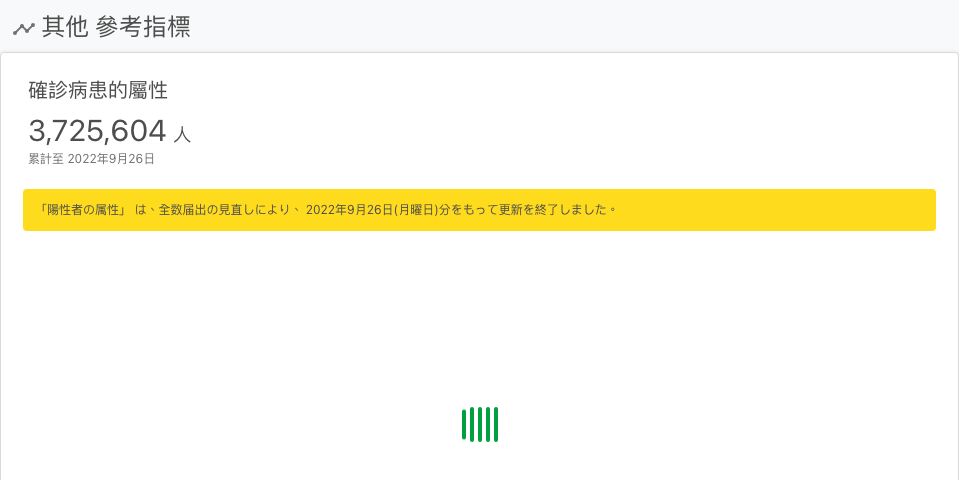 其他 參考指標
確診病患的屬性
3,725,604 人
累計至 2022年9月26日
「陽性者の属性」 は、全数届出の見直しにより、 2022年9月26日(月曜日)分をもって更新を終了しました。